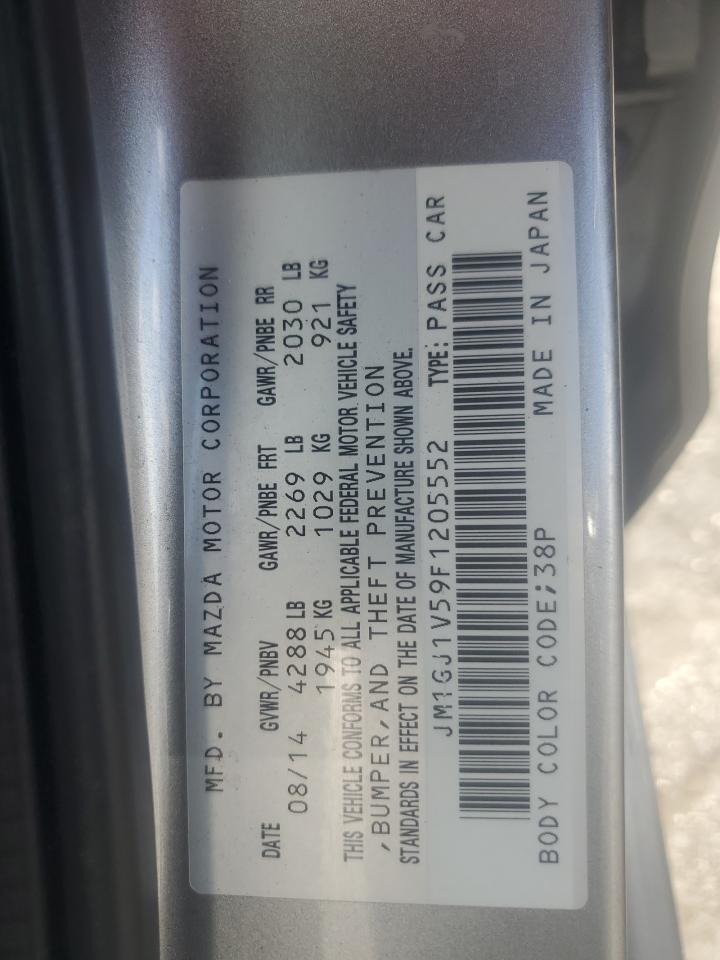 MFD. BY MAZDA MOTOR CORPORATION
DATE GVWR/PNBV GAWR/PNBE FRT GAWR/PNBE RR
08/14 4288 LB 2269 LB 2030 LB
1945 KG 1029 KG 921 KG
THIS VEHICLE CONFORMS TO ALL APPLICABLE FEDERAL MOTOR VEHICLE SAFETY
,BUMPER,AND THEFT PREVENTION
STANDARDS IN EFFECT ON THE DATE OF MANUFACTURE SHOWN ABOVE.
JM1GJ1V59F1205552 TYPE: PASS CAR
BODY COLOR CODE;38P MADE IN JAPAN